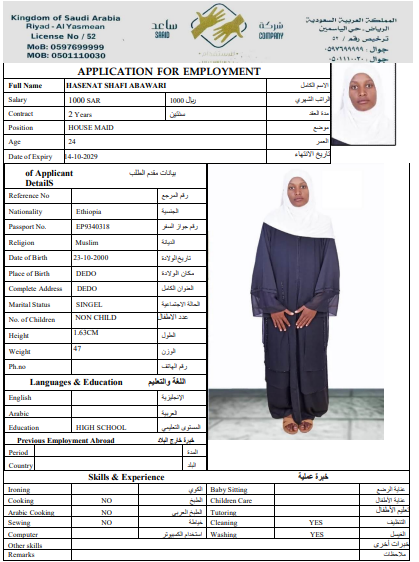 Kingdom of Saudi Arabia
Riyad - Al Yasmean
License No / 52
MoB: 0597699999
MOB: 0501110030
ساعد
SAAID
شركة
COMPANY
المملكة العربية السعودية
الرياض، حي الياسمين
ترخيص رقم / ٥٢
جوال: ٠٥٩٧٦٩٩٩٩٩
جوال: ٠٥٠١١١٠٠٣٠
APPLICATION FOR EMPLOYMENT
Full Name HASENAT SHAFI ABAWARI الاسم الكامل
Salary 1000 SAR 1000 ريال الراتب الشهري
Contract 2 Years سنتين مدة العقد
Position HOUSE MAID موضع
Age 24 العمر
Date of Expiry 14-10-2029 تاريخ الانتهاء
of Applicant بيانات مقدم الطلب
DetailS
Reference No رقم المرجع
Nationality Ethiopia الجنسية
Passport No. EP9340318 رقم جواز السفر
Religion Muslim الديانة
Date of Birth 23-10-2000 تاريخ الولادة
Place of Birth DEDO مكان الولادة
Complete Address DEDO العنوان الكامل
Marital Status SINGEL الحالة الاجتماعية
No. of Children NON CHILD عدد الاطفال
Height 1.63CM الطول
Weight 47 الوزن
Ph.no رقم الهاتف
Languages & Education اللغة والتعليم
English الإنجليزية
Arabic العربية
Education HIGH SCHOOL المستوى التعليمي
Previous Employment Abroad خبرة خارج البلاد
Period المدة
Country البلد
Skills & Experience خبرة عملية
Ironing الكوي Baby Sitting عناية الرضع
Cooking NO الطبخ Children Care عناية الأطفال
Arabic Cooking NO الطبخ العربي Tutoring تعليم الأطفال
Sewing NO خياطة Cleaning YES التنظيف
Computer استخدام الكمبيوتر Washing YES الغسيل
Other skills خبرات أخرى
Remarks ملاحظات